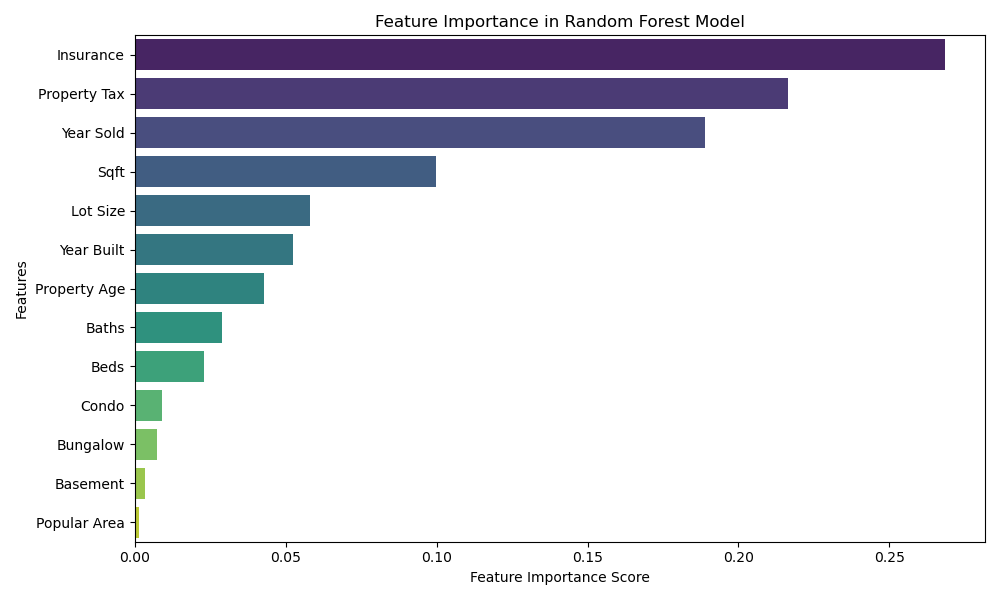 Feature Importance in Random Forest Model
Insurance
Property Tax
Year Sold
Sqft
Lot Size
Year Built
Property Age
Baths
Beds
Condo
Bungalow
Basement
Popular Area
Features
0.00 0.05 0.10 0.15 0.20 0.25
Feature Importance Score